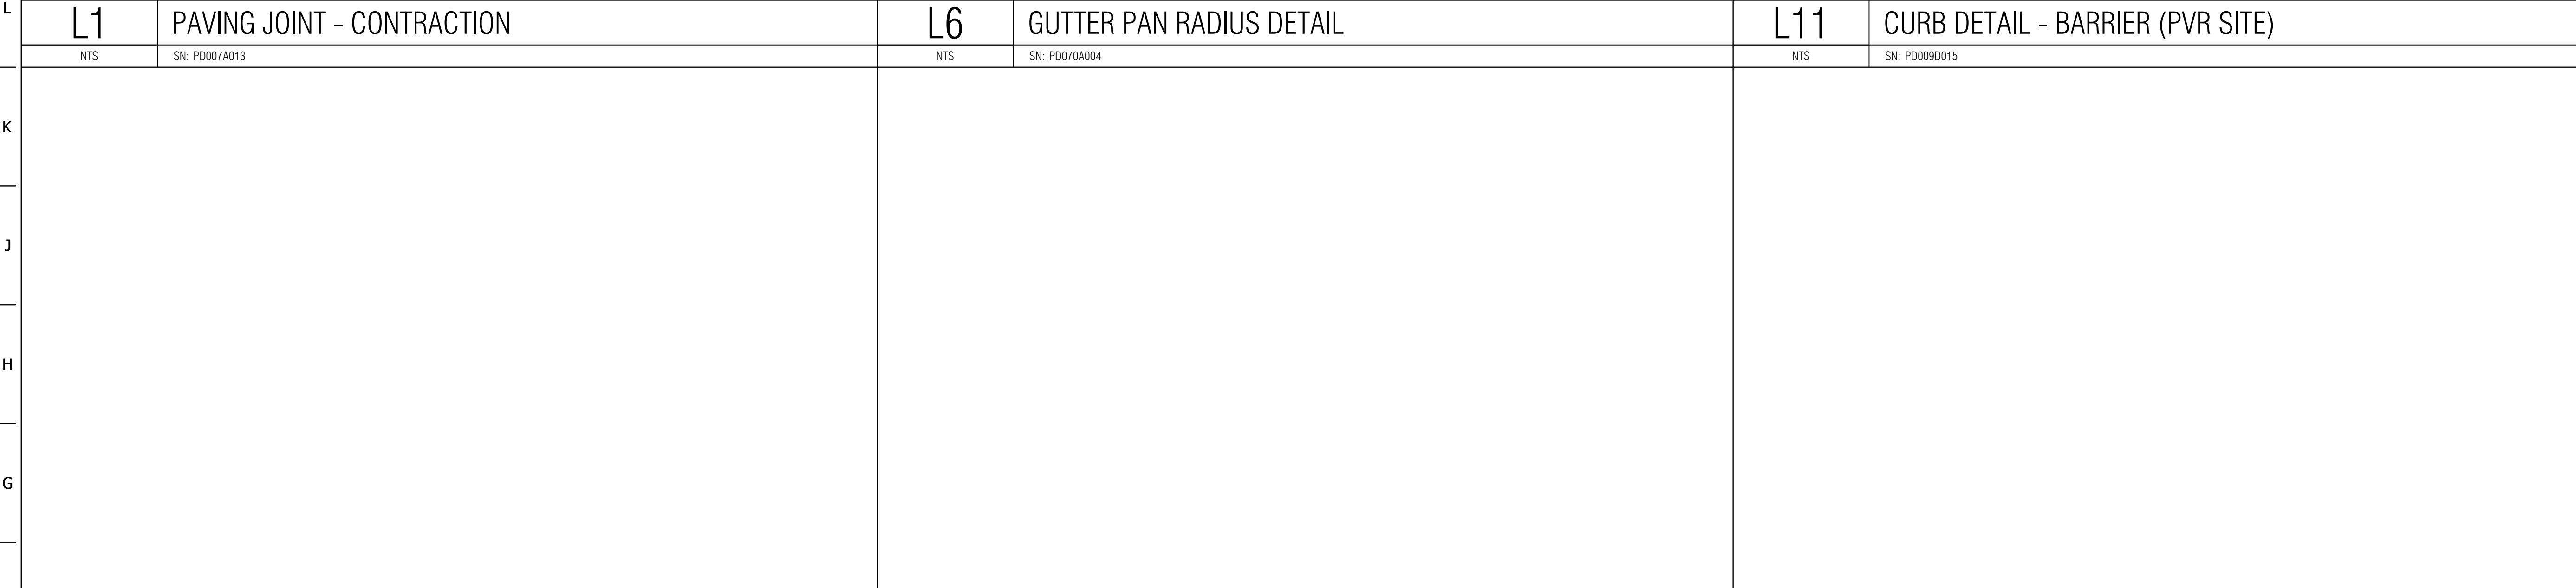 L
L1 PAVING JOINT - CONTRACTION
NTS SN: PD007A013
L6 GUTTER PAN RADIUS DETAIL
NTS SN: PD070A004
L11 CURB DETAIL - BARRIER (PVR SITE)
NTS SN: PD009D015
K
J
H
G